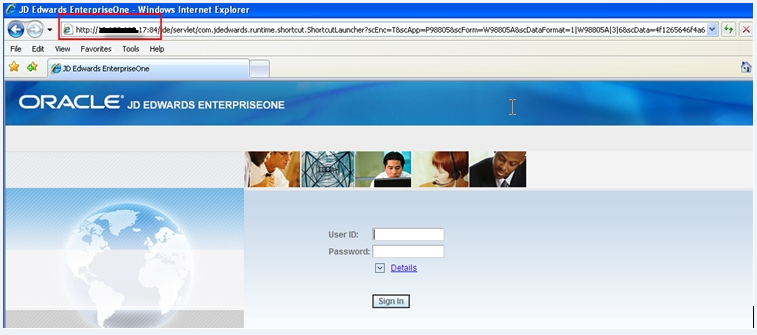 JD Edwards EnterpriseOne - Windows Internet Explorer
http:// .17:84/jde/servlet/com.jdedwards.runtime.shortcut.ShortcutLauncher?scEnc=T&scApp=P98805&scForm=W98805A&scDataFormat=1|W98805A|3|6&scData=4f1265646f4a6
File Edit View Favorites Tools Help
JD Edwards EnterpriseOne
ORACLE® JD EDWARDS ENTERPRISEONE
User ID:
Password:
Details
Sign In